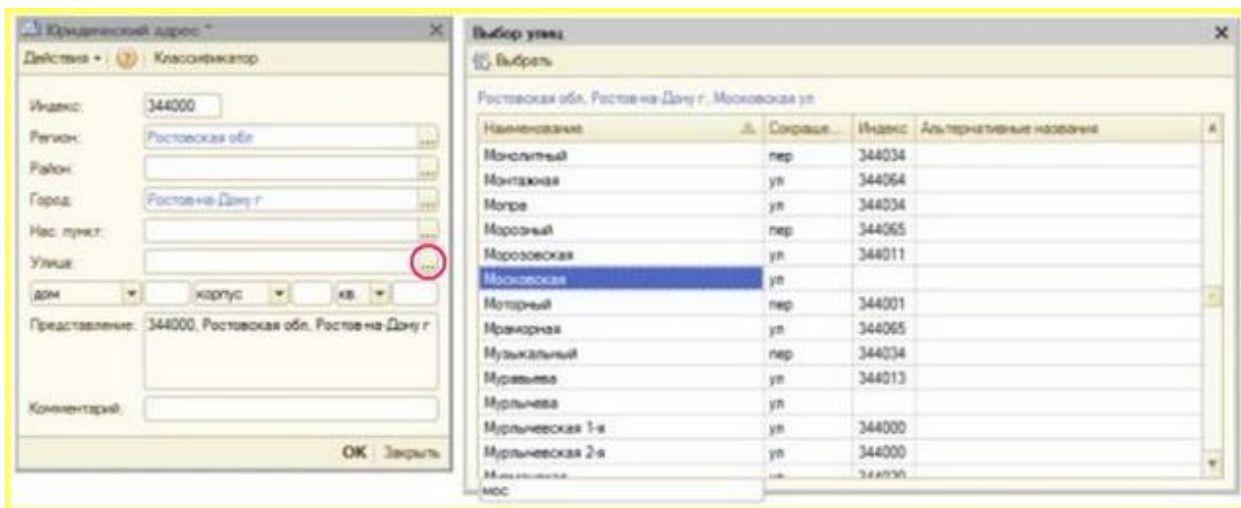 Юридический адрес *
Действия Классификатор
Индекс: 344000
Регион: Ростовская обл
Район:
Город: Ростов-на-Дону г
Нас. пункт:
Улица:
дом корпус кв.
Представление: 344000, Ростовская обл, Ростов-на-Дону г
Комментарий:
OK Закрыть
Выбор улиц
Выбрать
Ростовская обл, Ростов-на-Дону г, Московская ул
Наименование Сокраще... Индекс Альтернативные названия
Монолитный пер 344034
Монтажная ул 344064
Мопра ул 344034
Морозный пер 344065
Морозовская ул 344011
Московская ул
Моторный пер 344001
Мраморная ул 344065
Музыкальный пер 344034
Муравьева ул 344013
Мурлычева ул
Мурлычевская 1-я ул 344000
Мурлычевская 2-я ул 344000
ул 344020
мос